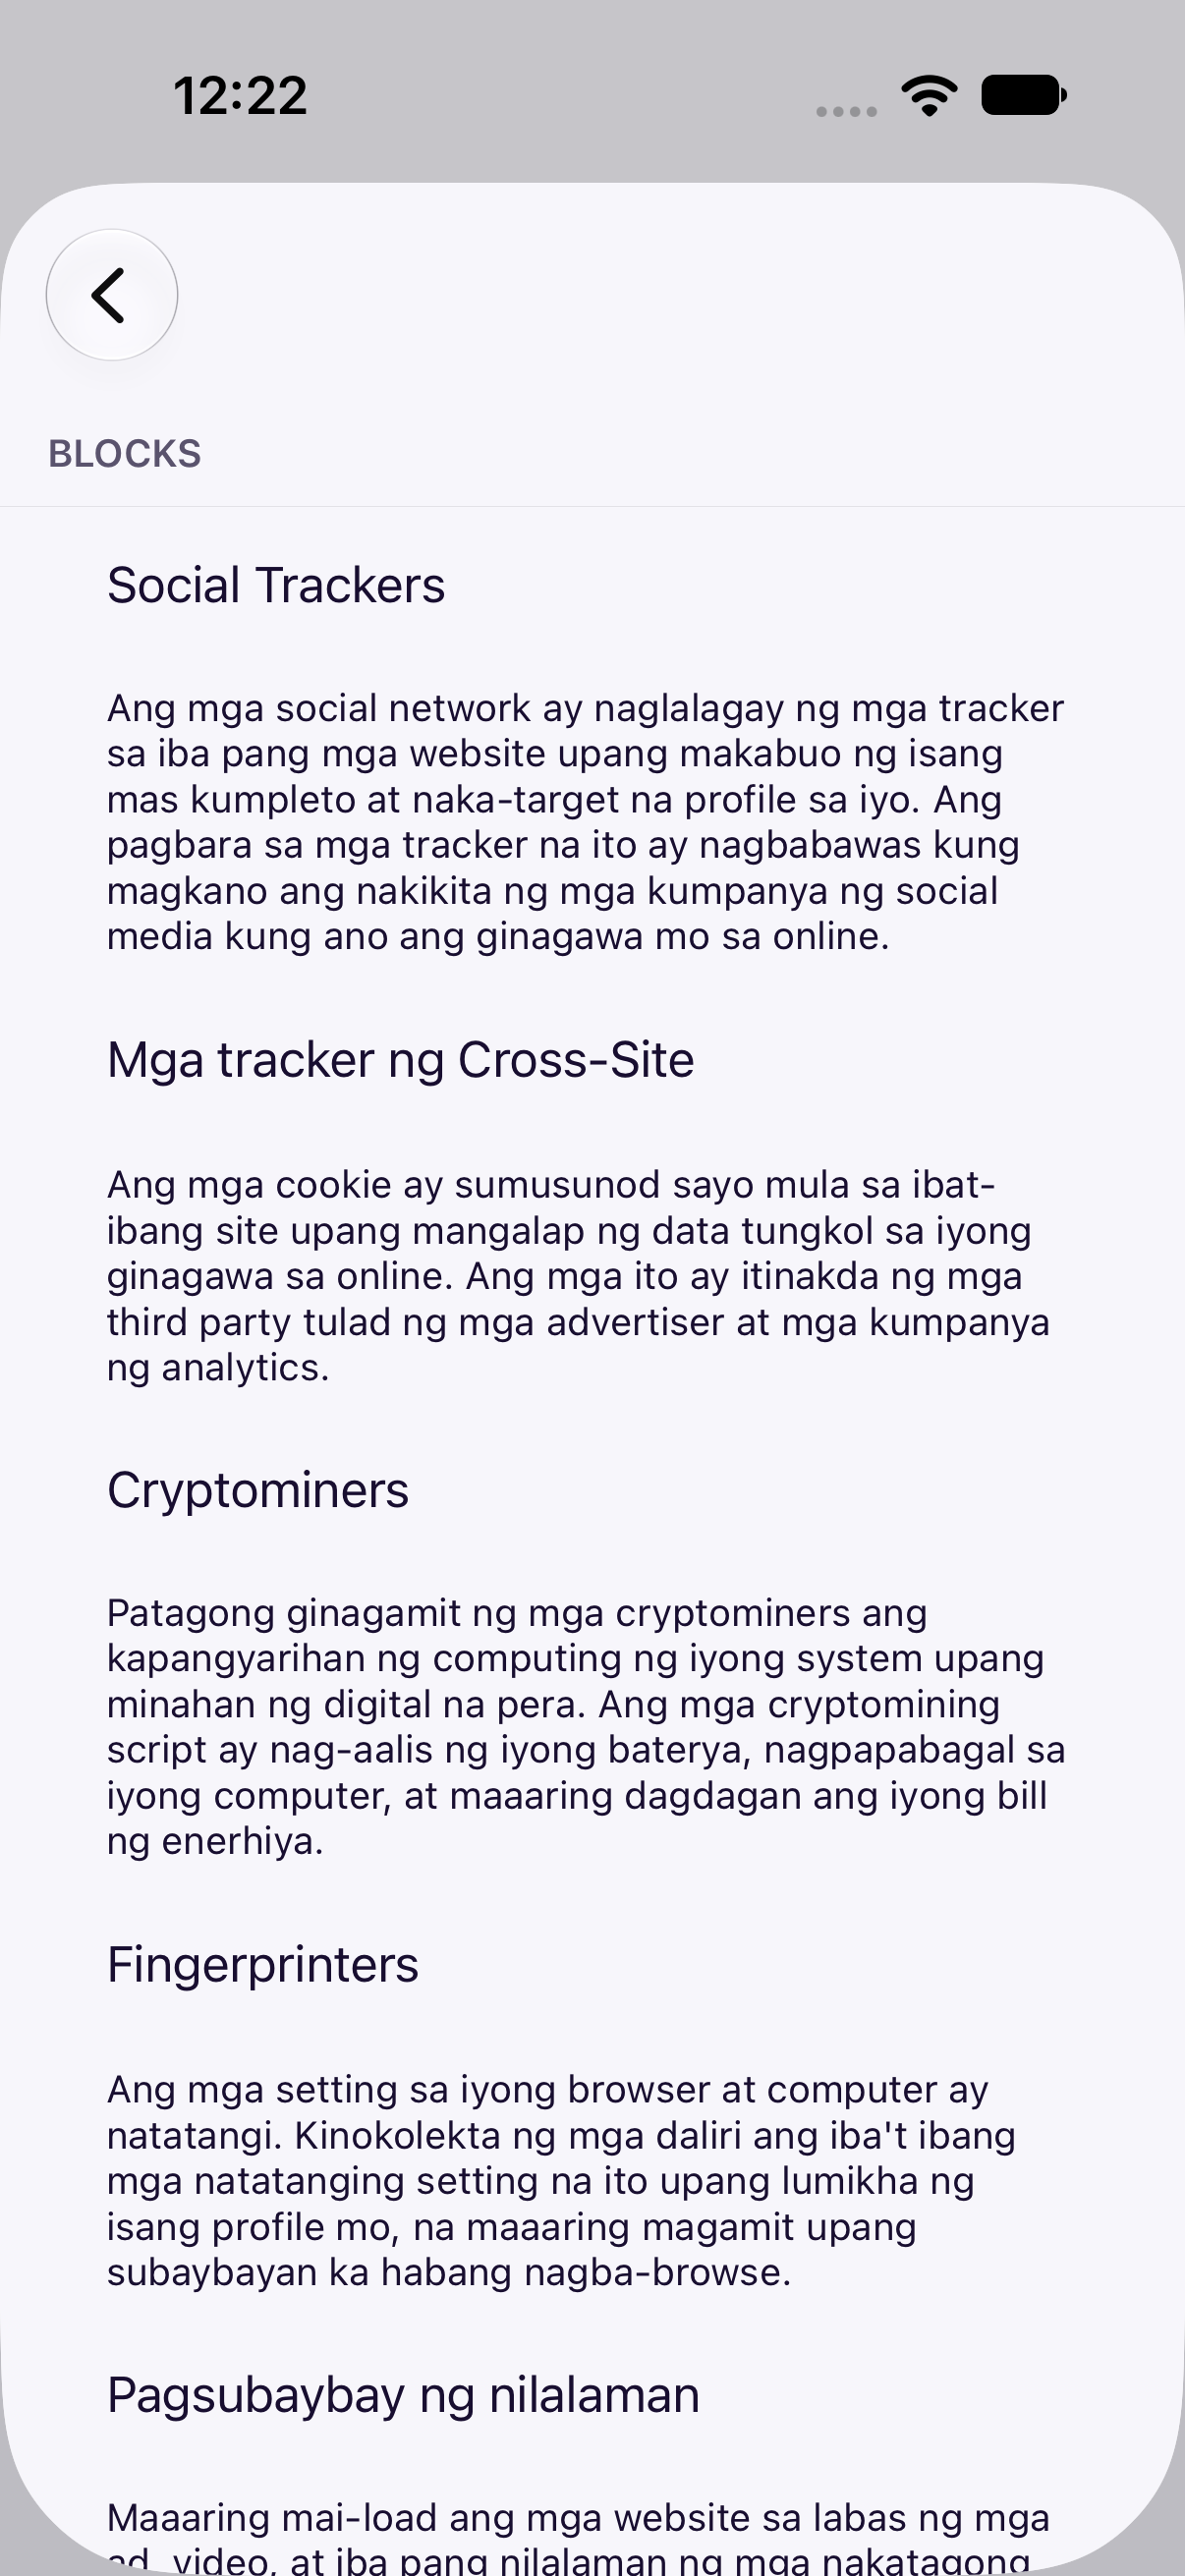 12:22
BLOCKS
Social Trackers
Ang mga social network ay naglalagay ng mga tracker
sa iba pang mga website upang makabuo ng isang
mas kumpleto at naka-target na profile sa iyo. Ang
pagbara sa mga tracker na ito ay nagbabawas kung
magkano ang nakikita ng mga kumpanya ng social
media kung ano ang ginagawa mo sa online.
Mga tracker ng Cross-Site
Ang mga cookie ay sumusunod sayo mula sa ibat-
ibang site upang mangalap ng data tungkol sa iyong
ginagawa sa online. Ang mga ito ay itinakda ng mga
third party tulad ng mga advertiser at mga kumpanya
ng analytics.
Cryptominers
Patagong ginagamit ng mga cryptominers ang
kapangyarihan ng computing ng iyong system upang
minahan ng digital na pera. Ang mga cryptomining
script ay nag-aalis ng iyong baterya, nagpapabagal sa
iyong computer, at maaaring dagdagan ang iyong bill
ng enerhiya.
Fingerprinters
Ang mga setting sa iyong browser at computer ay
natatangi. Kinokolekta ng mga daliri ang iba't ibang
mga natatanging setting na ito upang lumikha ng
isang profile mo, na maaaring magamit upang
subaybayan ka habang nagba-browse.
Pagsubaybay ng nilalaman
Maaaring mai-load ang mga website sa labas ng mga
ad, video, at iba pang nilalaman ng mga nakatagong